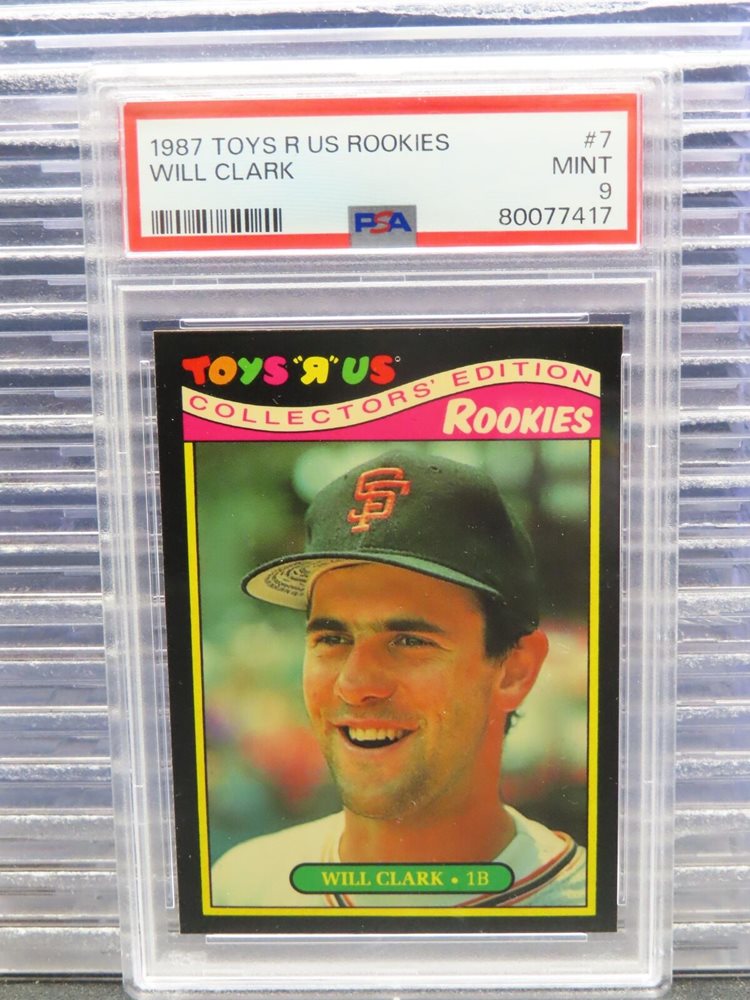 1987 TOYS R US ROOKIES #7
WILL CLARK MINT
9
PSA 80077417
TOYS "R" US
COLLECTORS' EDITION
ROOKIES
SF
WILL CLARK • 1B